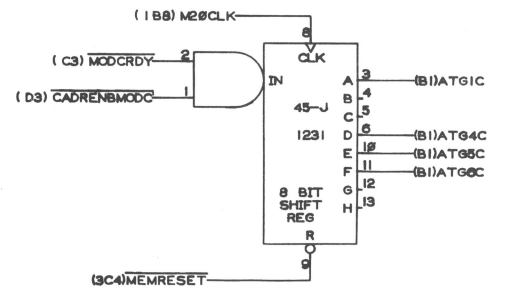 (1B8) M20CLK
8
CLK
(C3) MODCRDY
2
(D3) CADRENBMODC
1
IN
45-J
1231
8 BIT
SHIFT
REG
A 3 (B1)ATG1C
B 4
C 5
D 6 (B1)ATG4C
E 10 (B1)ATG5C
F 11 (B1)ATG6C
G 12
H 13
R
9
(3C4)MEMRESET